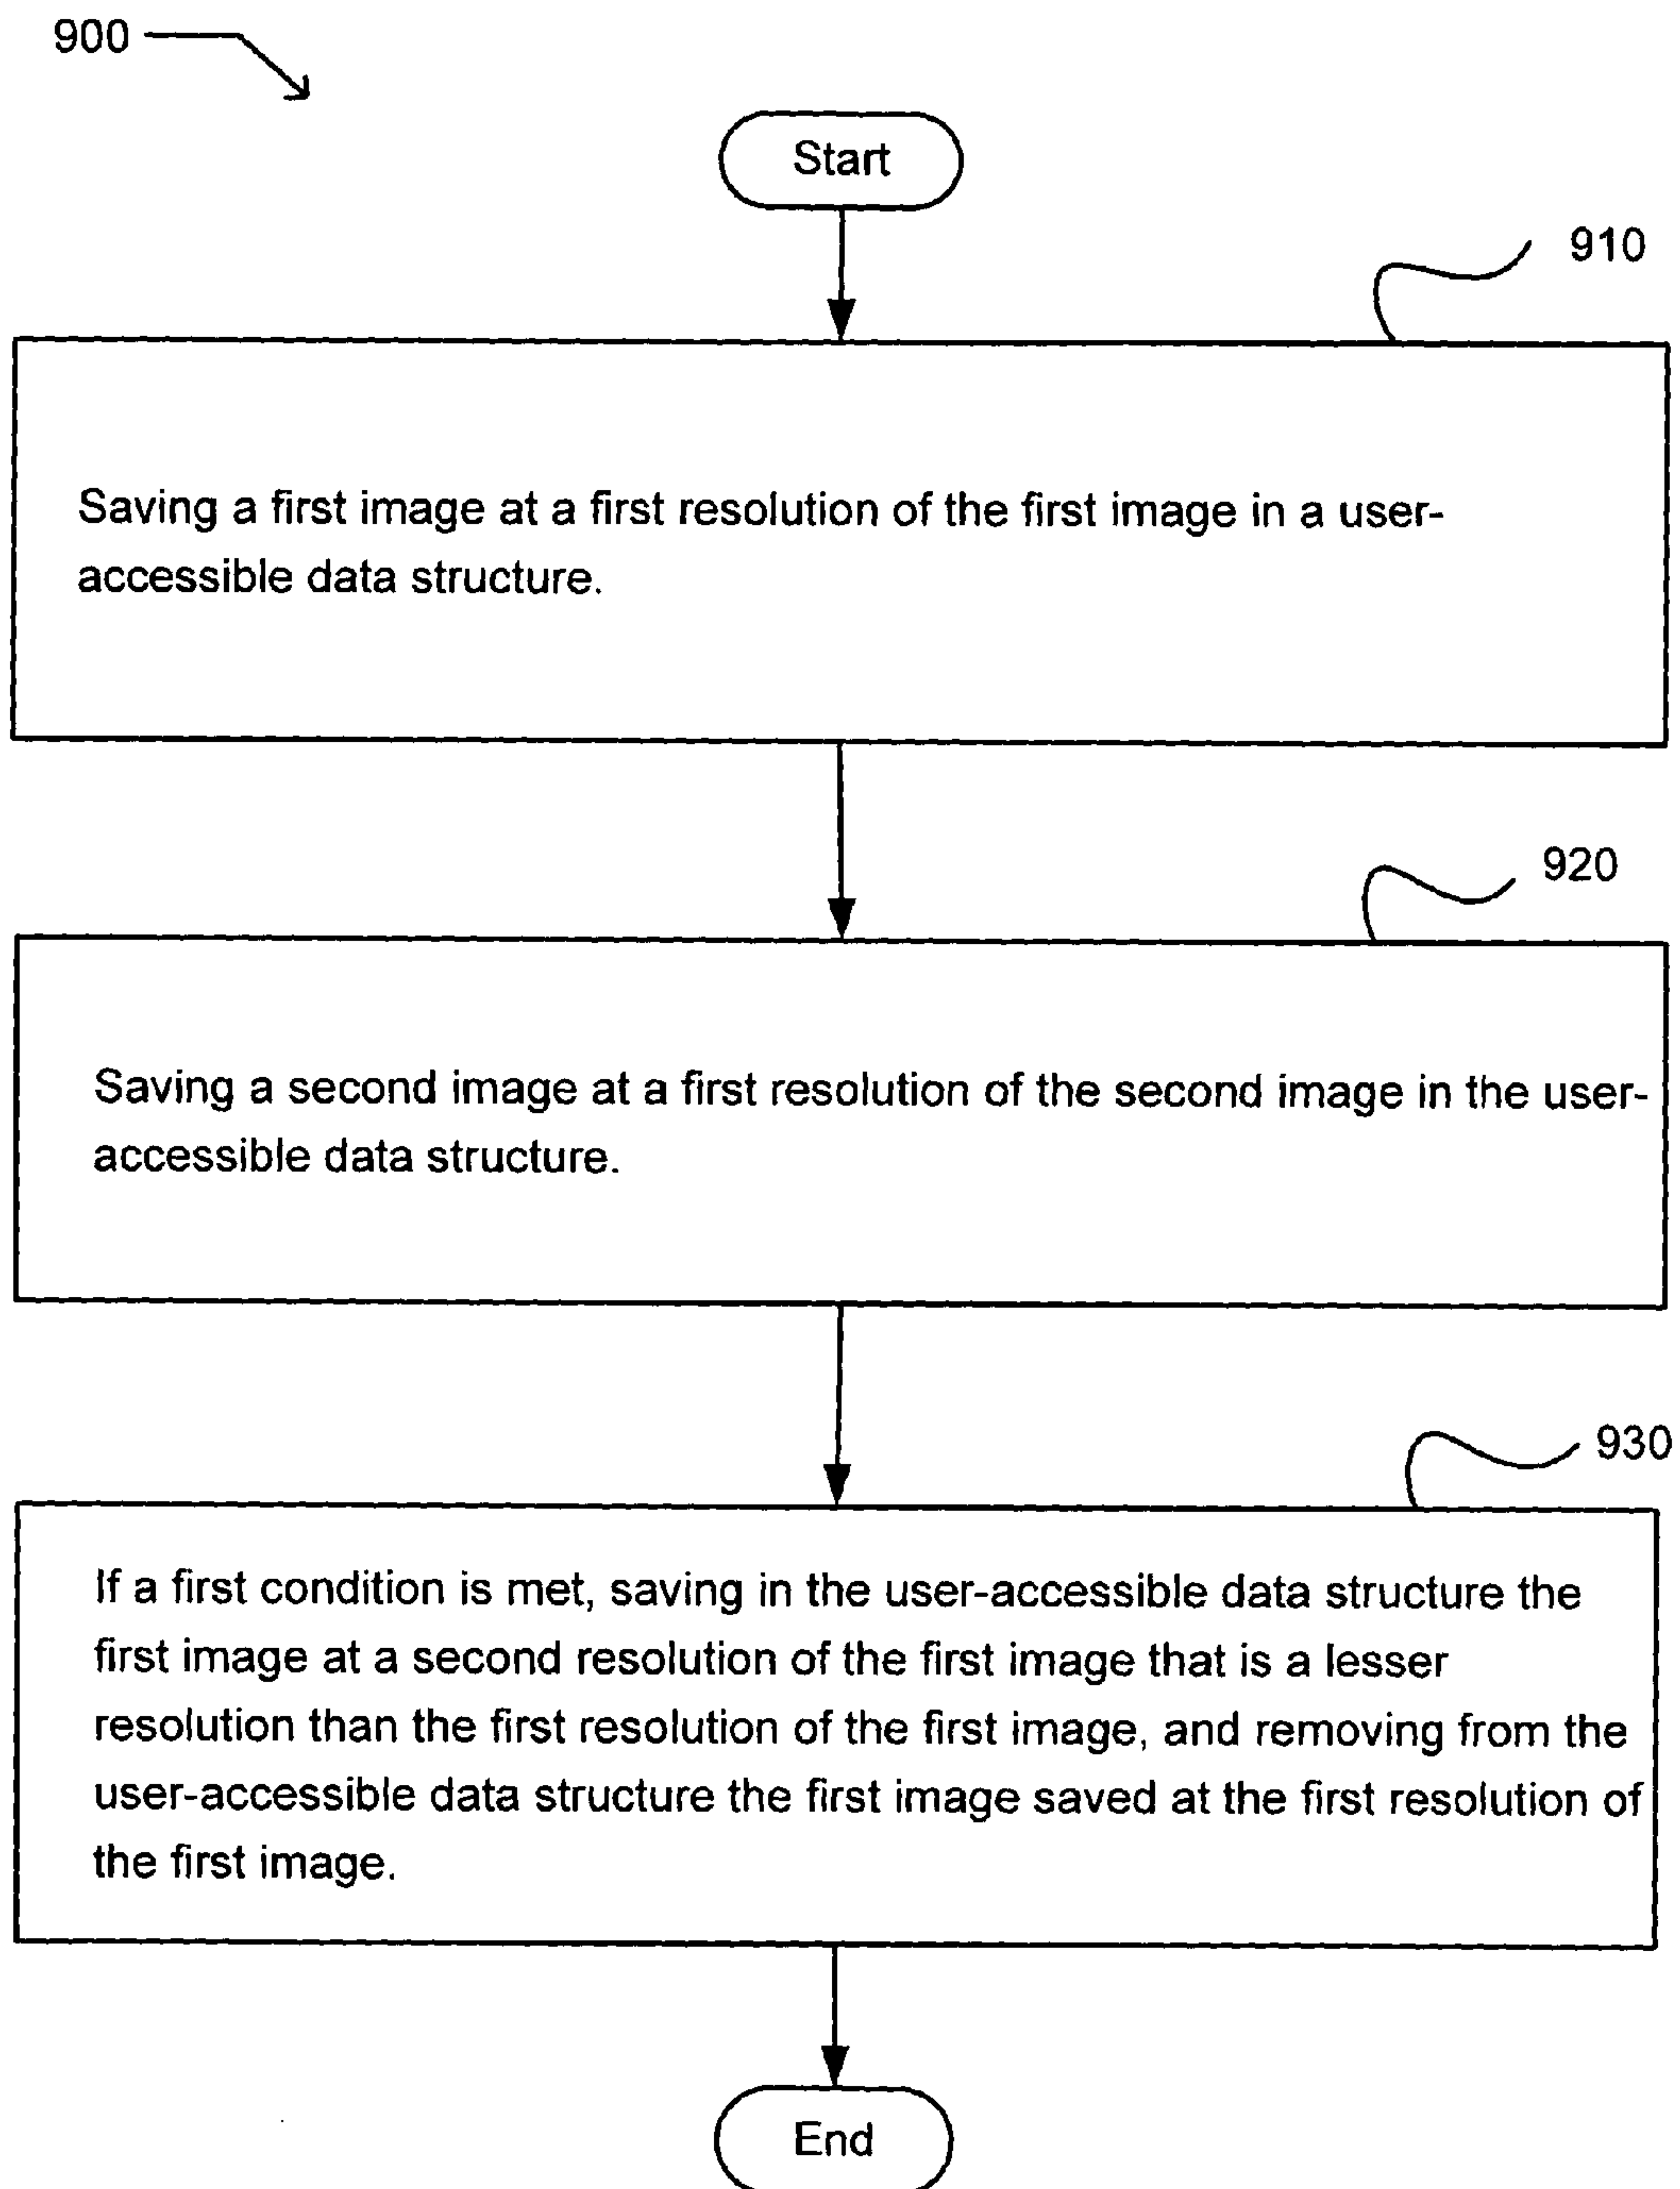 900
Start
910
Saving a first image at a first resolution of the first image in a user-
accessible data structure.
920
Saving a second image at a first resolution of the second image in the user-
accessible data structure.
930
If a first condition is met, saving in the user-accessible data structure the
first image at a second resolution of the first image that is a lesser
resolution than the first resolution of the first image, and removing from the
user-accessible data structure the first image saved at the first resolution of
the first image.
End